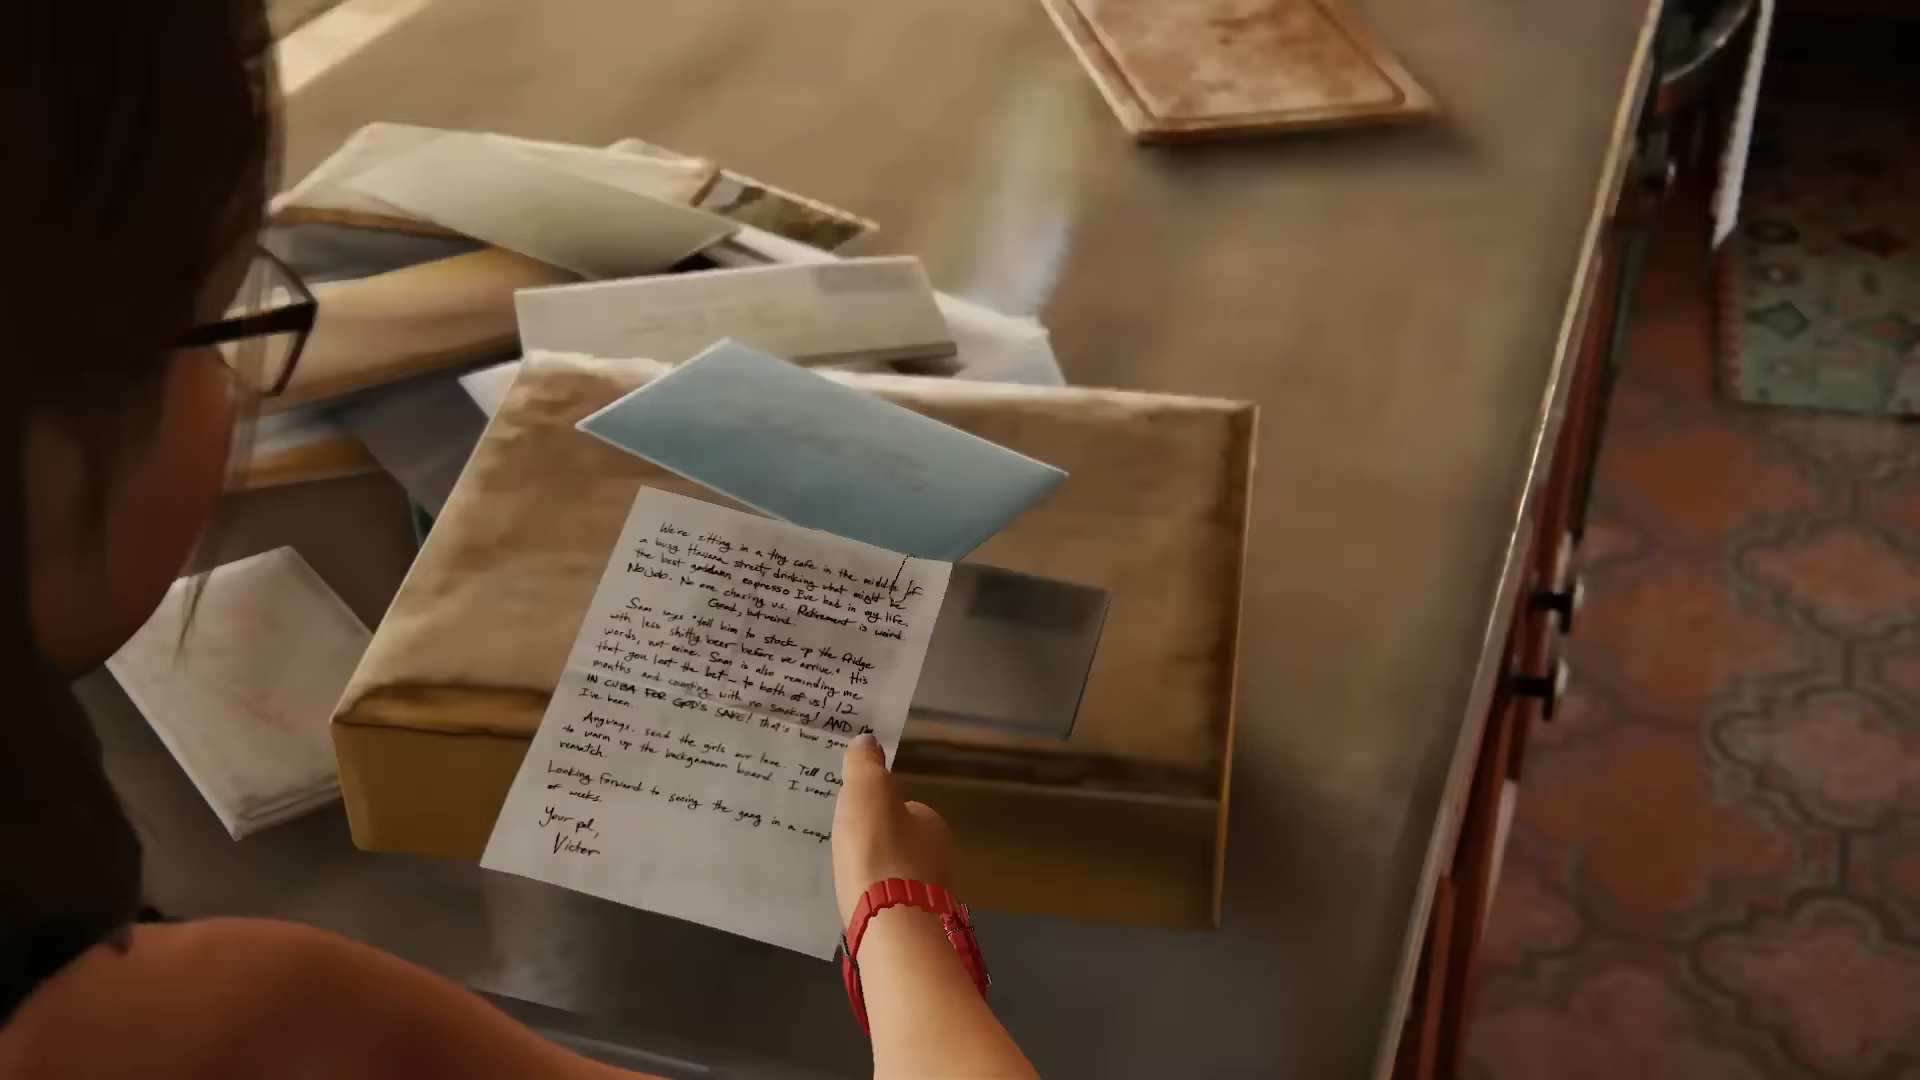 We're sitting in a tiny cafe in the middle of
a busy Havana street, drinking what might be
the best goddamn espresso I've had in my life.
No job. No one chasing us. Retirement is weird.
Good, but weird.
Sam says "tell him to stock up the fridge
with less shitty beer before we arrive." His
words, not mine. Sam is also reminding me
that you lost the bet — to both of us! 12
months and counting with no smoking! AND I'm
IN CUBA FOR GOD'S SAKE! That's how good
I've been.
Anyways, send the girls our love. Tell Cas
to warm up the backgammon board. I want
rematch.
Looking forward to seeing the gang in a coupl
of weeks.
Your pal,
Victor